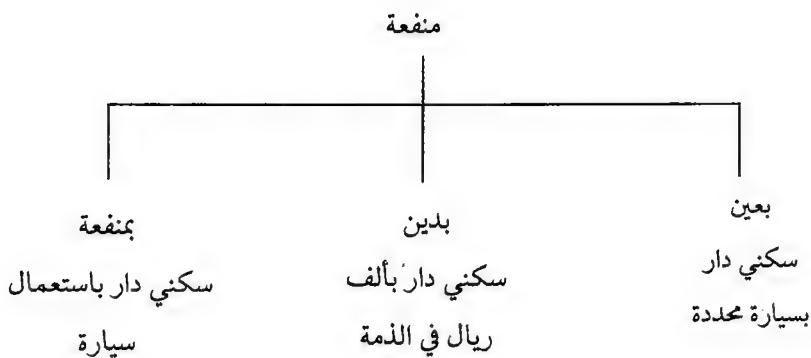 منفعة
بعين
سكني دار
بسيارة محددة
بدين
سكني دار بألف
ريال في الذمة
بمنفعة
سكني دار باستعمال
سيارة